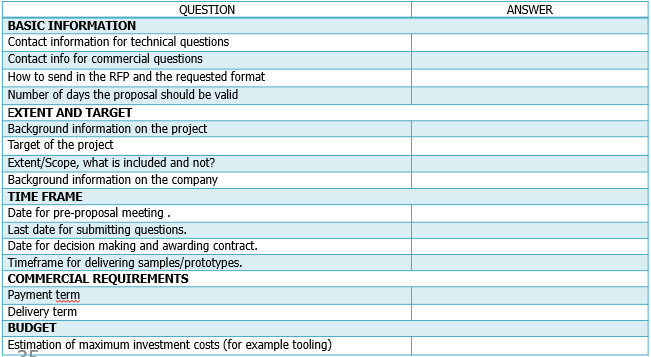 QUESTION ANSWER
BASIC INFORMATION
Contact information for technical questions
Contact info for commercial questions
How to send in the RFP and the requested format
Number of days the proposal should be valid
EXTENT AND TARGET
Background information on the project
Target of the project
Extent/Scope, what is included and not?
Background information on the company
TIME FRAME
Date for pre-proposal meeting .
Last date for submitting questions.
Date for decision making and awarding contract.
Timeframe for delivering samples/prototypes.
COMMERCIAL REQUIREMENTS
Payment term
Delivery term
BUDGET
Estimation of maximum investment costs (for example tooling)